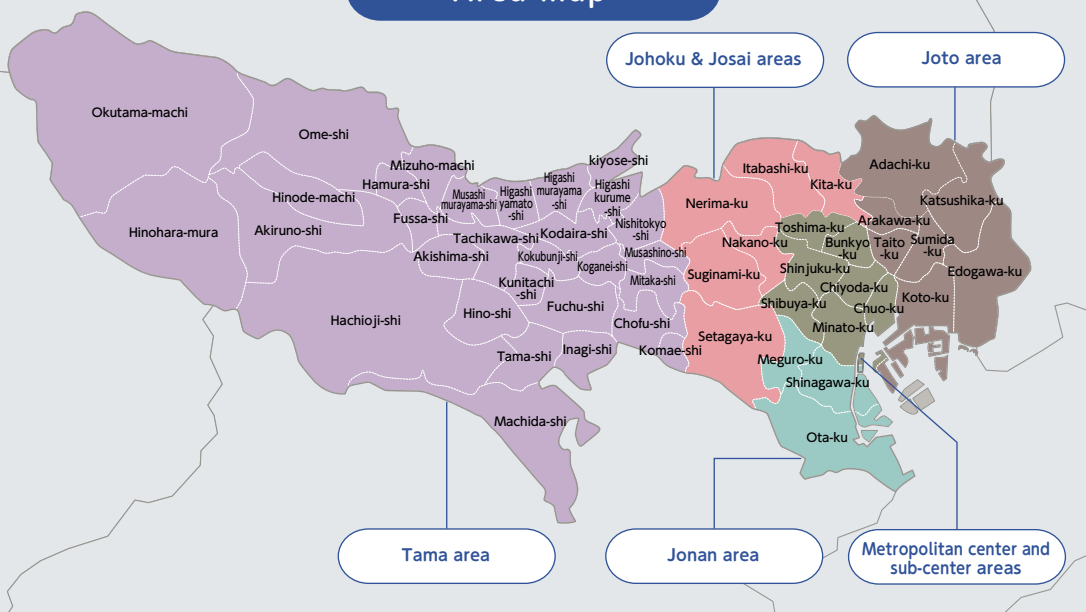 Area Map
Johoku & Josai areas
Joto area
Okutama-machi
Ome-shi
Mizuho-machi
Hamura-shi
Hinode-machi
Fussa-shi
Hinohara-mura
Akiruno-shi
Musashi
murayama-shi
Higashi
yamato
-shi
Higashi
murayama
-shi
kiyose-shi
Higashi
kurume
-shi
Nishitokyo
-shi
Tachikawa-shi
Kodaira-shi
Akishima-shi
Kokubunji-shi
Koganei-shi
Musashino-shi
Mitaka-shi
Kunitachi
-shi
Hachioji-shi
Hino-shi
Fuchu-shi
Chofu-shi
Tama-shi
Inagi-shi
Komae-shi
Machida-shi
Itabashi-ku
Kita-ku
Nerima-ku
Nakano-ku
Suginami-ku
Setagaya-ku
Adachi-ku
Katsushika-ku
Arakawa-ku
Toshima-ku
Bunkyo
-ku
Taito
-ku
Sumida
-ku
Edogawa-ku
Shinjuku-ku
Chiyoda-ku
Koto-ku
Shibuya-ku
Chuo-ku
Minato-ku
Meguro-ku
Shinagawa-ku
Ota-ku
Tama area
Jonan area
Metropolitan center and
sub-center areas